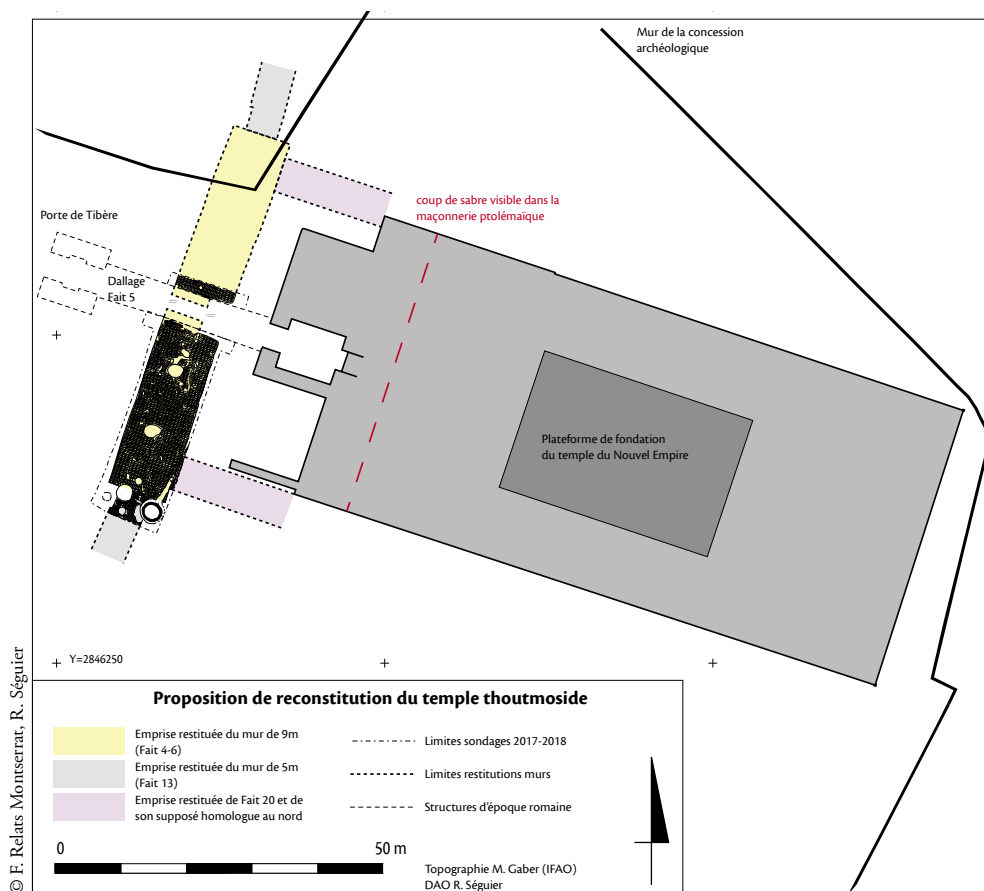 Mur de la concession
archéologique
coup de sabre visible dans la
maçonnerie ptolémaïque
Porte de Tibère
Dallage
Fait 5
Plateforme de fondation
du temple du Nouvel Empire
Y=2846250
Proposition de reconstitution du temple thoutmoside
Emprise restituée du mur de 9m
(Fait 4-6)
Emprise restituée du mur de 5m
(Fait 13)
Emprise restituée de Fait 20 et de
son supposé homologue au nord
Limites sondages 2017-2018
Limites restitutions murs
Structures d'époque romaine
0
50 m
Topographie M. Gaber (IFAO)
DAO R. Séguier
© F. Relats Montserrat, R. Séguier